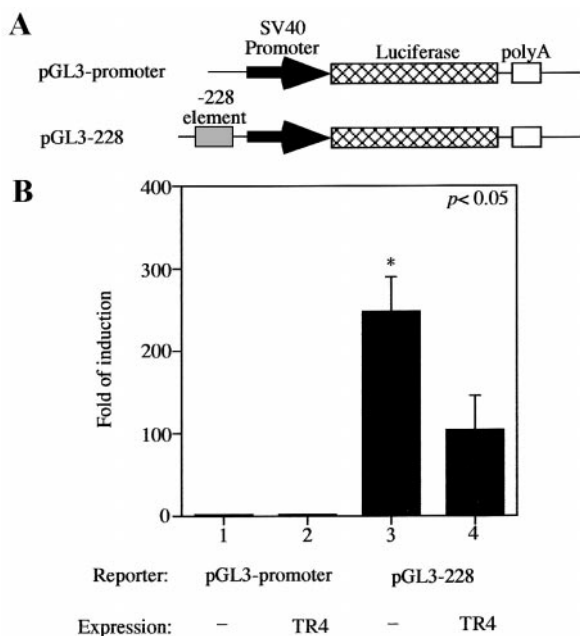 A
SV40
Promoter
Luciferase
polyA
pGL3-promoter
-228
element
pGL3-228
B
400
p< 0.05
300
*
200
100
0
Fold of induction
1 2 3 4
Reporter: pGL3-promoter pGL3-228
Expression: – TR4 – TR4